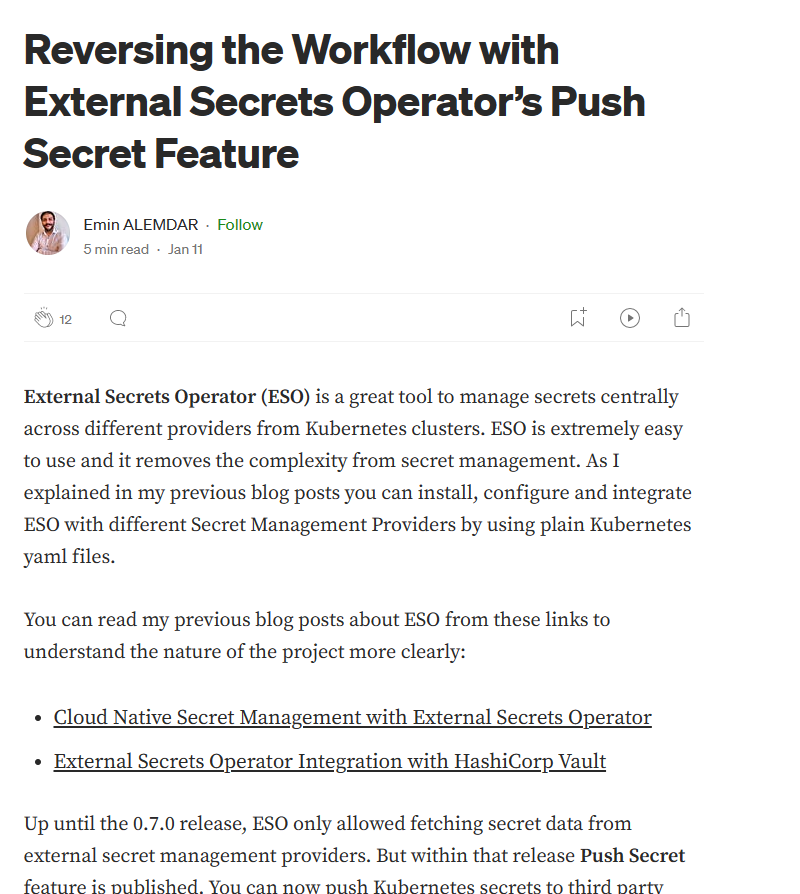 Reversing the Workflow with
External Secrets Operator’s Push
Secret Feature
Emin ALEMDAR · Follow
5 min read · Jan 11
12
External Secrets Operator (ESO) is a great tool to manage secrets centrally
across different providers from Kubernetes clusters. ESO is extremely easy
to use and it removes the complexity from secret management. As I
explained in my previous blog posts you can install, configure and integrate
ESO with different Secret Management Providers by using plain Kubernetes
yaml files.
You can read my previous blog posts about ESO from these links to
understand the nature of the project more clearly:
• Cloud Native Secret Management with External Secrets Operator
• External Secrets Operator Integration with HashiCorp Vault
Up until the 0.7.0 release, ESO only allowed fetching secret data from
external secret management providers. But within that release Push Secret
feature is published. You can now push Kubernetes secrets to third party